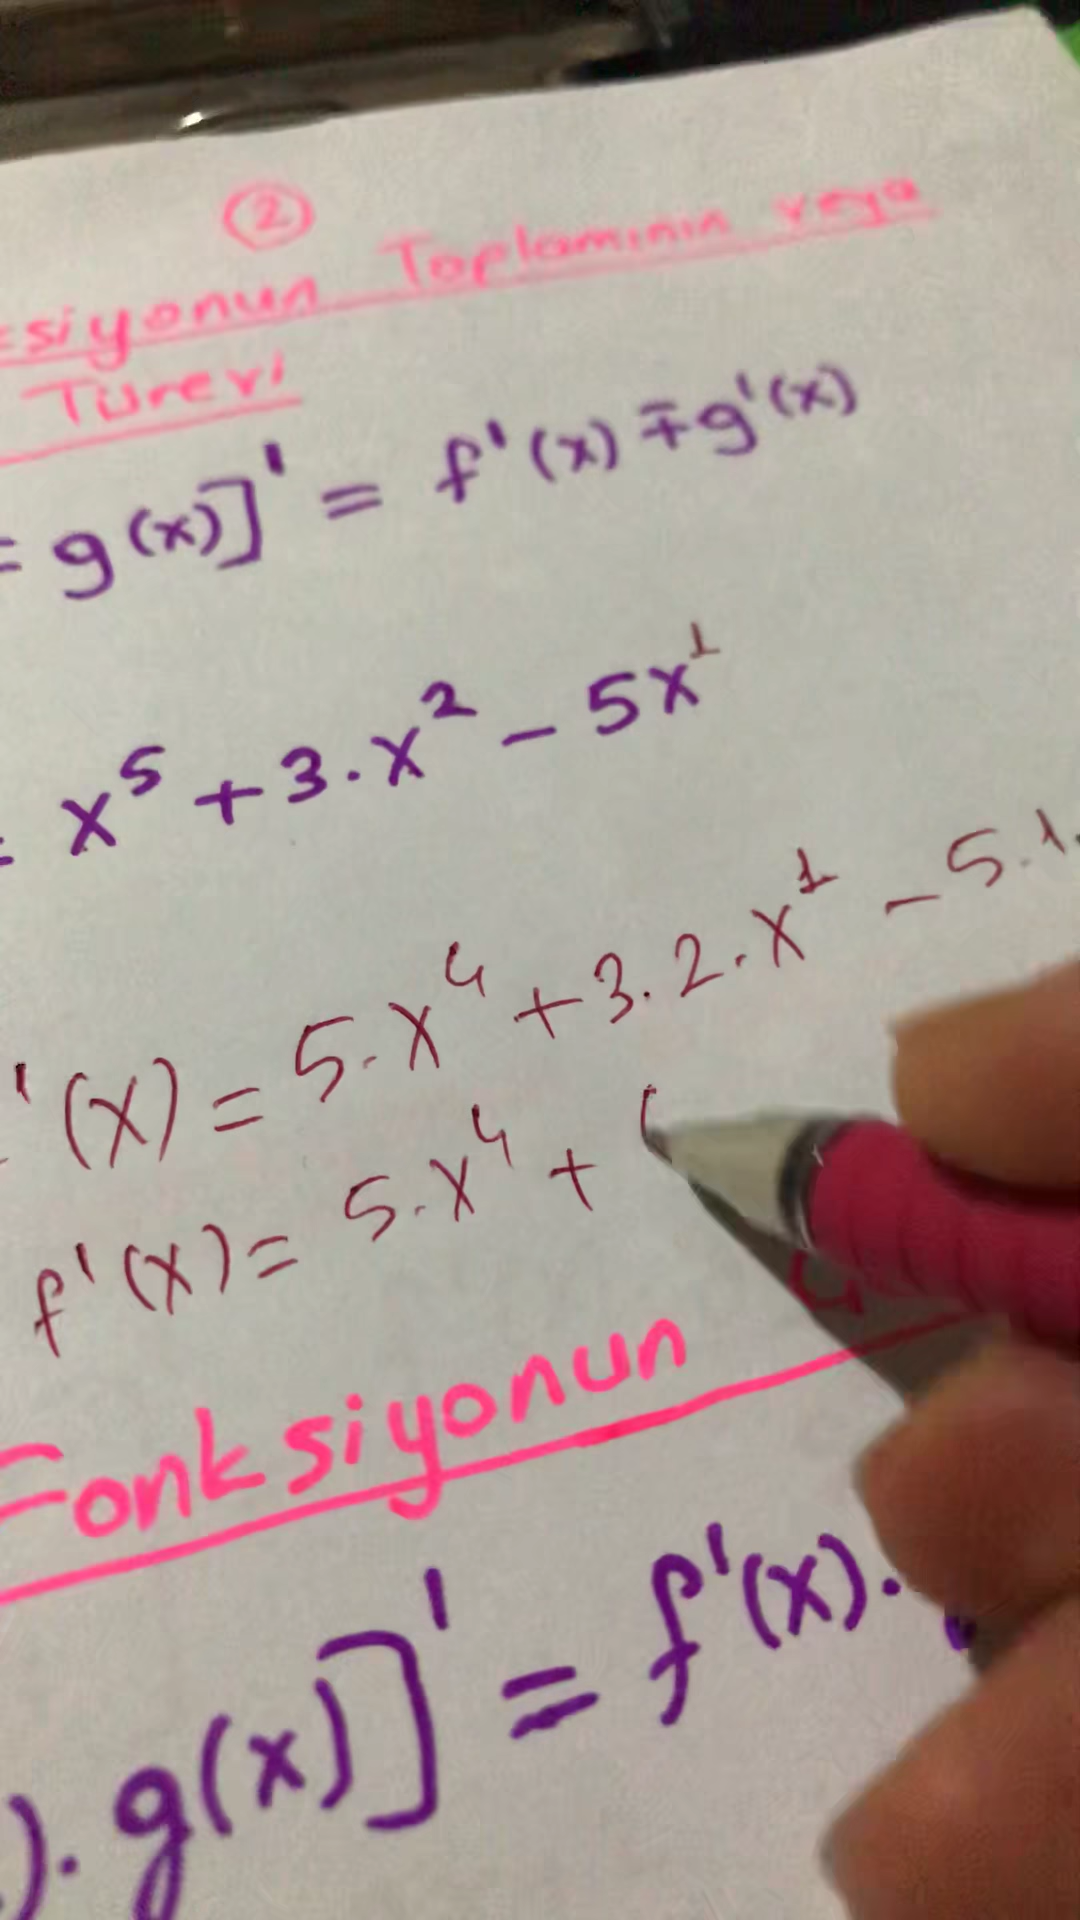 ②
siyonun Toplamının veya
Türevi
g(x)]' = f'(x) ∓ g'(x)
= x⁵ + 3.x² - 5x¹
'(x) = 5.x⁴ + 3.2.x¹ - 5.1.
f'(x) = 5.x⁴ +
Fonksiyonun
). g(x)]' = f'(x).